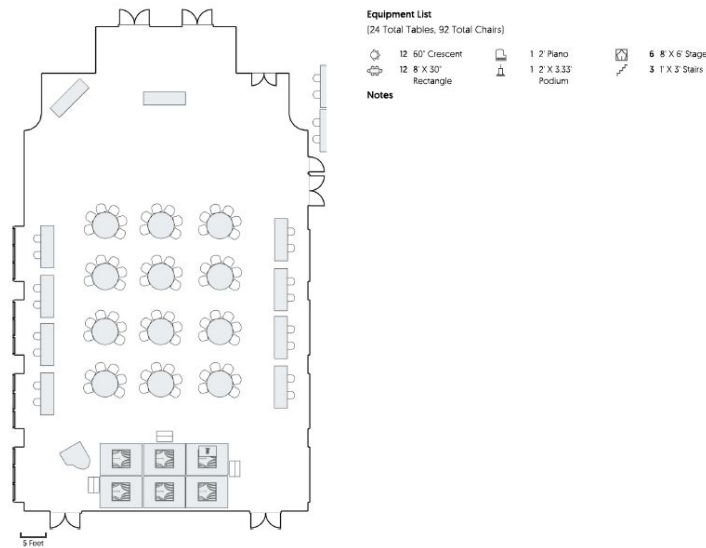 Equipment List
(24 Total Tables, 92 Total Chairs)
12 60" Crescent
1 2' Piano
6 8' X 6' Stage
12 8' X 30"
Rectangle
1 2' X 3.33'
Podium
3 1' X 3' Stairs
Notes
5 Feet